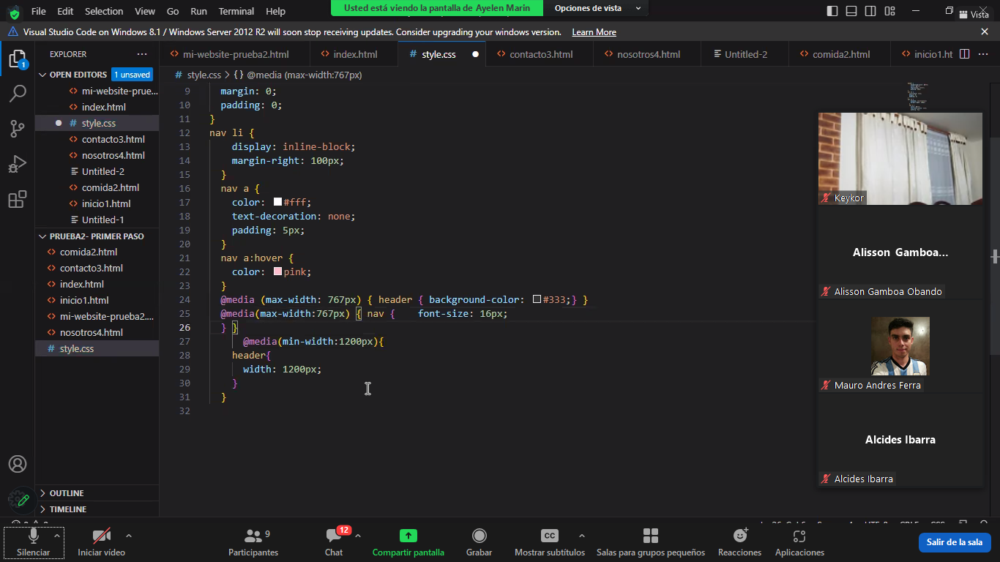 File Edit Selection View Go Run Terminal Help
Usted está viendo la pantalla de Ayelen Marin
Opciones de vista
Vista
Visual Studio Code on Windows 8.1 / Windows Server 2012 R2 will soon stop receiving updates. Consider upgrading your windows version. Learn More
EXPLORER
mi-website-prueba2.html
index.html
style.css
contacto3.html
nosotros4.html
Untitled-2
comida2.html
inicio1.ht
1
OPEN EDITORS 1 unsaved
mi-website-prue...
index.html
style.css
contacto3.html
nosotros4.html
Untitled-2
comida2.html
inicio1.html
Untitled-1
PRUEBA2- PRIMER PASO
comida2.html
contacto3.html
index.html
inicio1.html
mi-website-prueba2....
nosotros4.html
style.css
OUTLINE
TIMELINE
# style.css > {} @media (max-width:767px)
9 margin: 0;
10 padding: 0;
11 }
12 nav li {
13 display: inline-block;
14 margin-right: 100px;
15 }
16 nav a {
17 color: #fff;
18 text-decoration: none;
19 padding: 5px;
20 }
21 nav a:hover {
22 color: pink;
23 }
24 @media (max-width: 767px) { header { background-color: #333;} }
25 @media(max-width:767px) { nav { font-size: 16px;
26 } }
27 @media(min-width:1200px){
28 header{
29 width: 1200px;
30 }
31 }
32
Keykor
Alisson Gamboa...
Alisson Gamboa Obando
Mauro Andres Ferra
Alcides Ibarra
Alcides Ibarra
Silenciar
Iniciar vídeo
9
Participantes
12
Chat
Compartir pantalla
Grabar
CC
Mostrar subtítulos
Salas para grupos pequeños
Reacciones
Aplicaciones
Salir de la sala